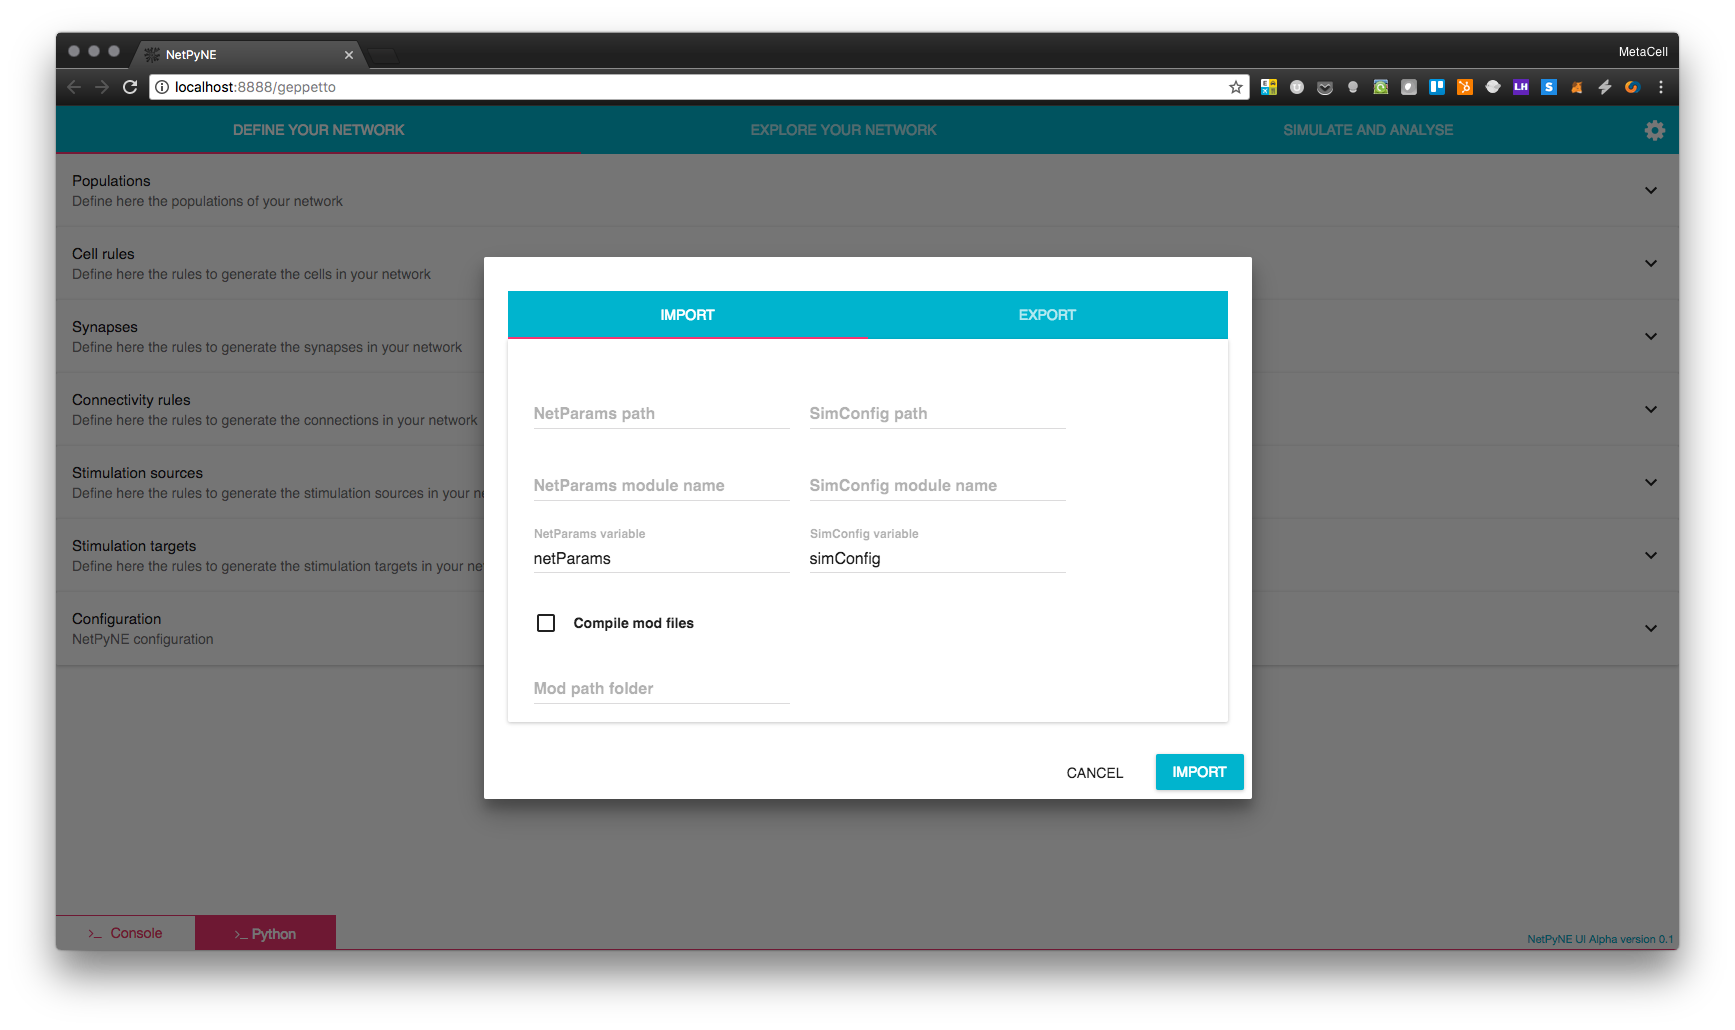 NetPyNE
MetaCell
localhost:8888/geppetto
DEFINE YOUR NETWORK
EXPLORE YOUR NETWORK
SIMULATE AND ANALYSE
Populations
Define here the populations of your network
Cell rules
Define here the rules to generate the cells in your network
Synapses
Define here the rules to generate the synapses in your network
Connectivity rules
Define here the rules to generate the connections in your network
Stimulation sources
Define here the rules to generate the stimulation sources in your ne
Stimulation targets
Define here the rules to generate the stimulation targets in your ne
Configuration
NetPyNE configuration
IMPORT
EXPORT
NetParams path
SimConfig path
NetParams module name
SimConfig module name
NetParams variable
SimConfig variable
netParams
simConfig
Compile mod files
Mod path folder
CANCEL
IMPORT
>_ Console
>_ Python
NetPyNE UI Alpha version 0.1